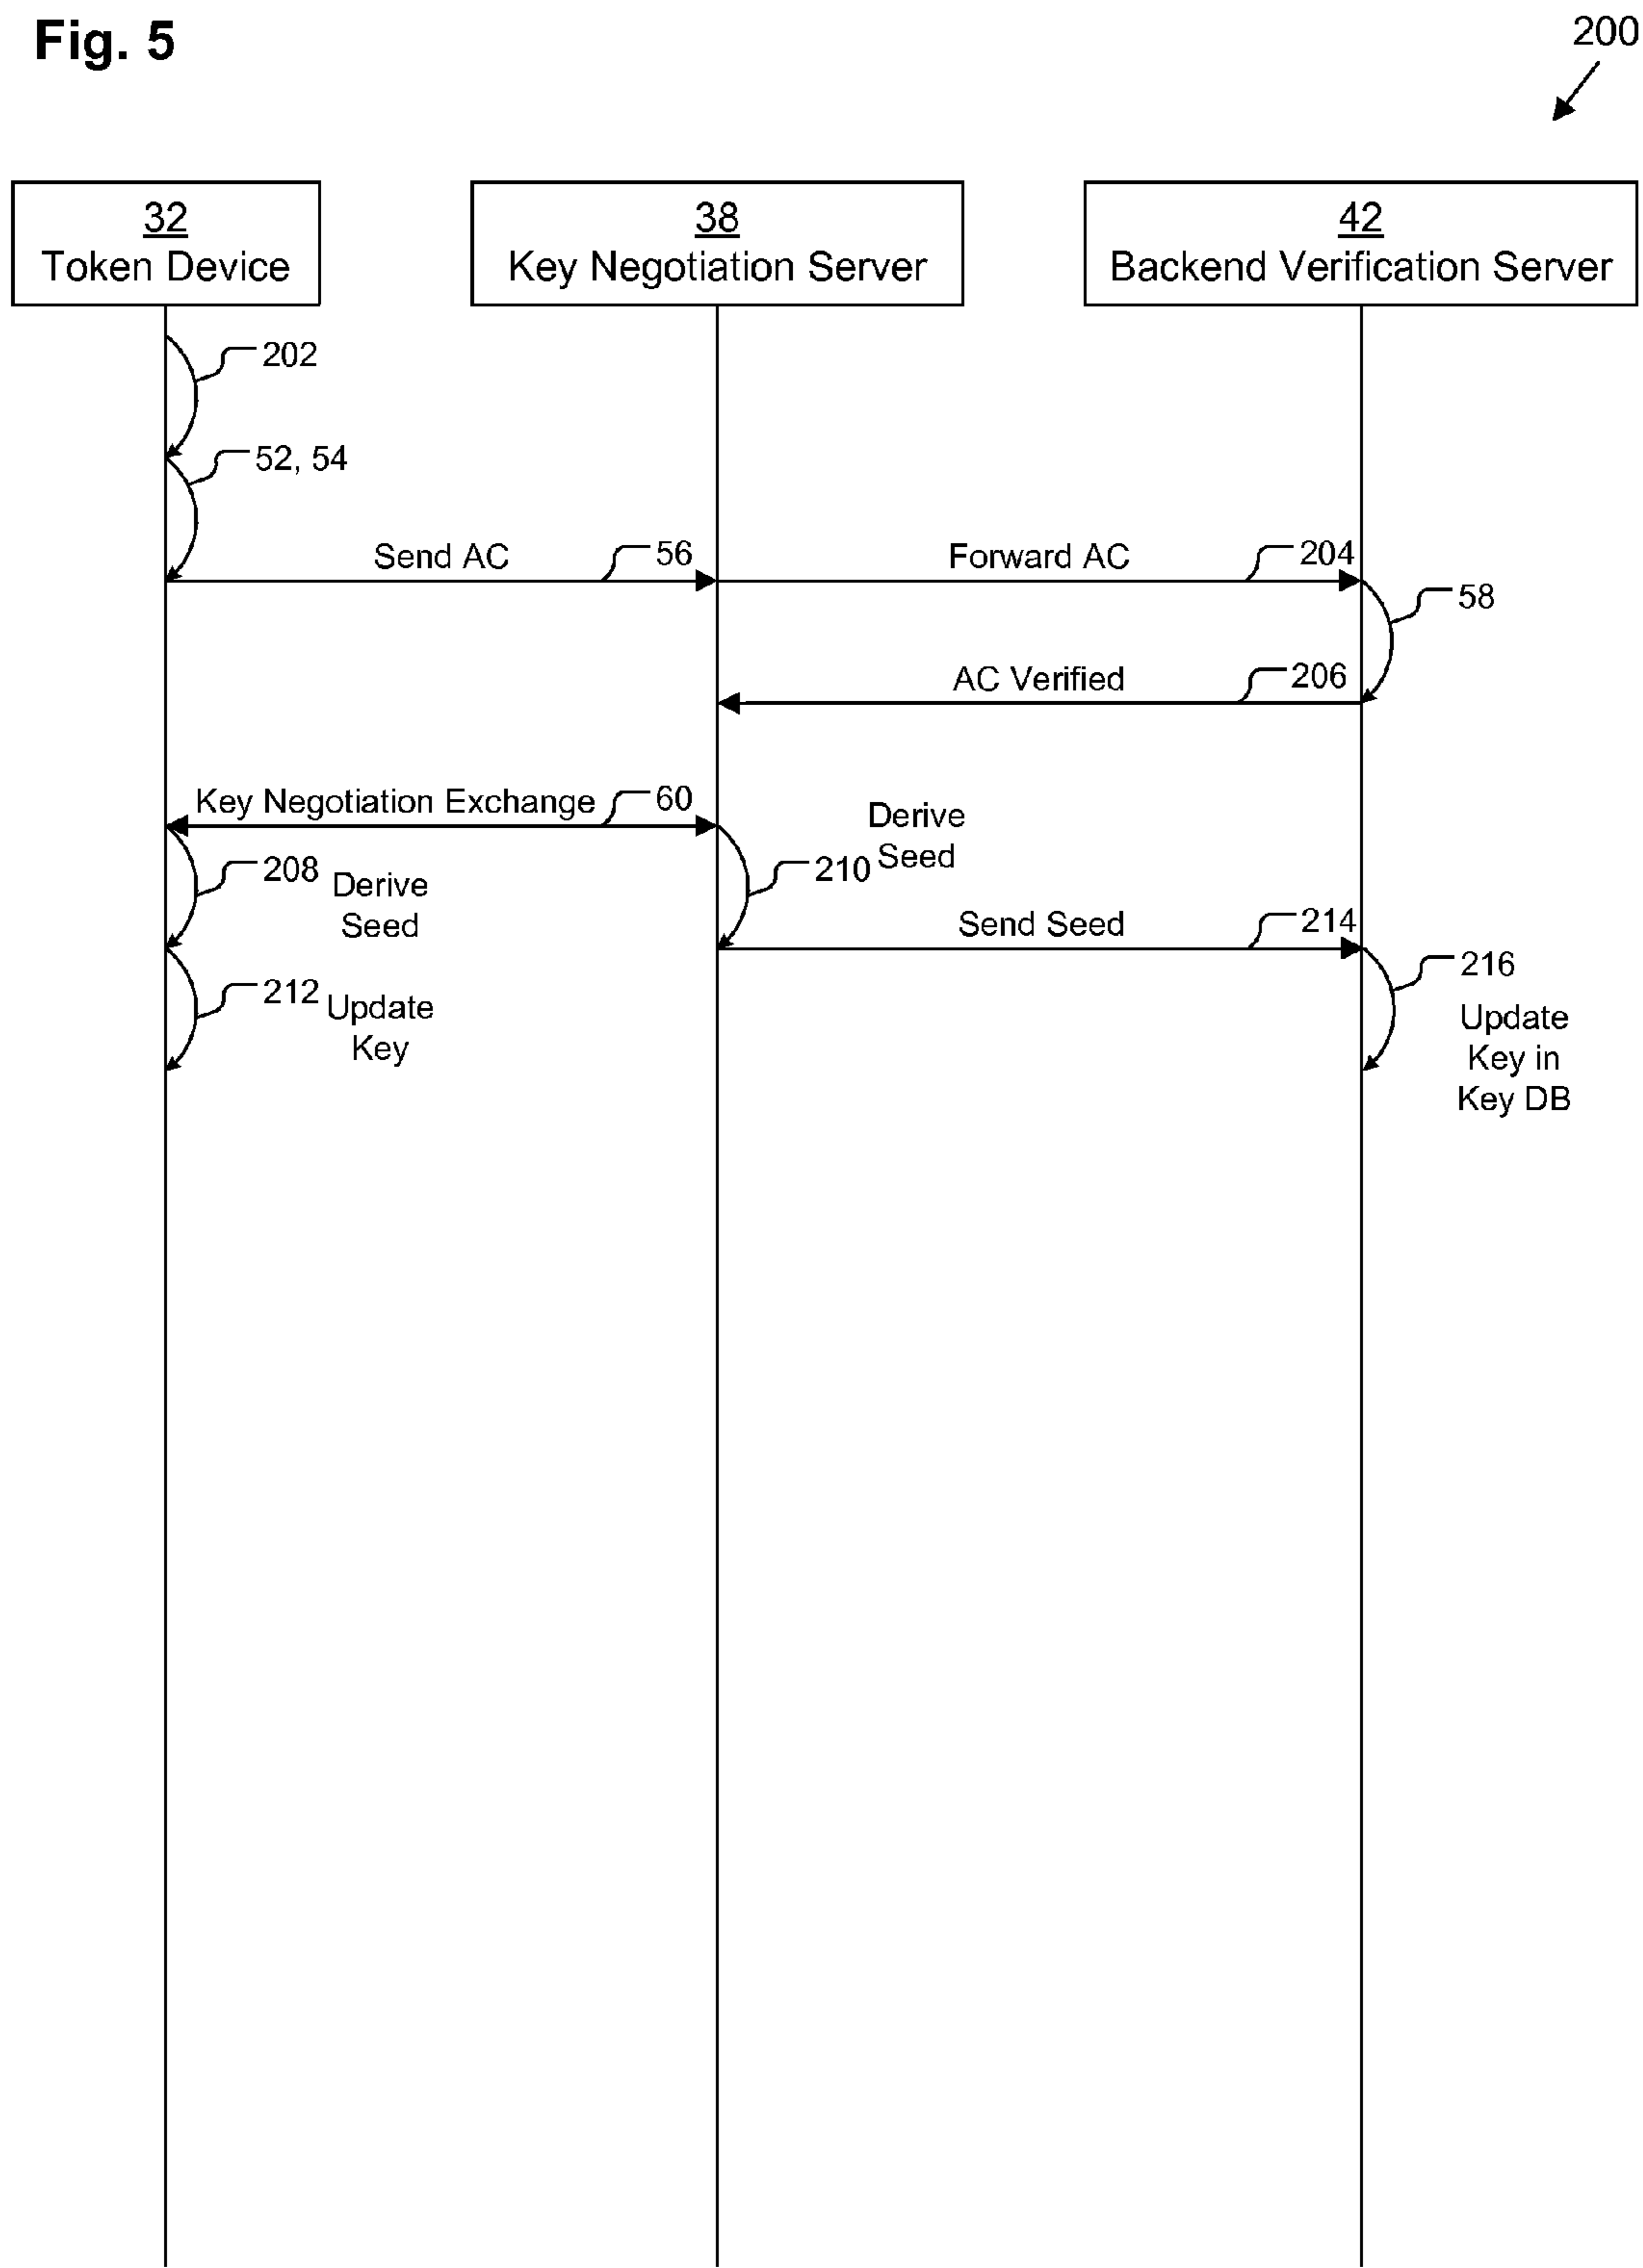 Fig. 5
200
32
Token Device
38
Key Negotiation Server
42
Backend Verification Server
202
52, 54
Send AC
56
Forward AC
204
58
AC Verified
206
Key Negotiation Exchange
60
Derive
Seed
210
208
Derive
Seed
Send Seed
214
212
Update
Key
216
Update
Key in
Key DB